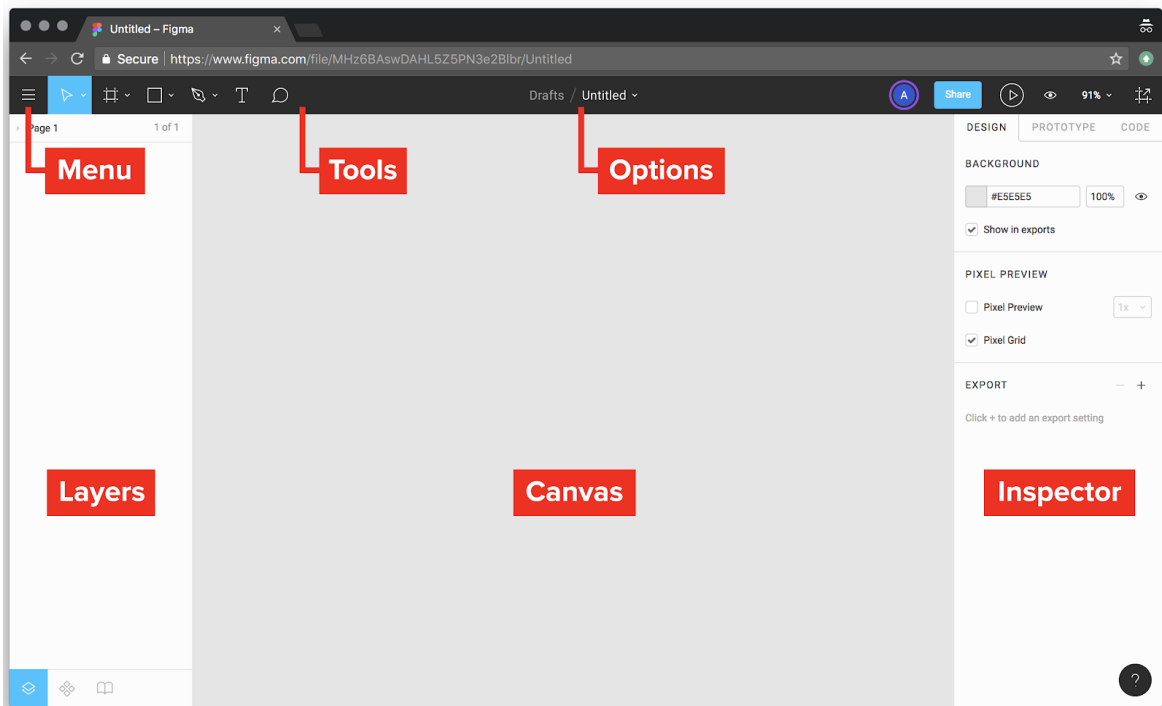 Untitled – Figma
Secure | https://www.figma.com/file/MHz6BAswDAHL5Z5PN3e2Blbr/Untitled
Drafts / Untitled
A
Share
91%
Page 1
1 of 1
DESIGN PROTOTYPE CODE
Menu
Tools
Options
BACKGROUND
#E5E5E5 100%
Show in exports
PIXEL PREVIEW
Pixel Preview 1x
Pixel Grid
EXPORT
Click + to add an export setting
Layers
Canvas
Inspector
?